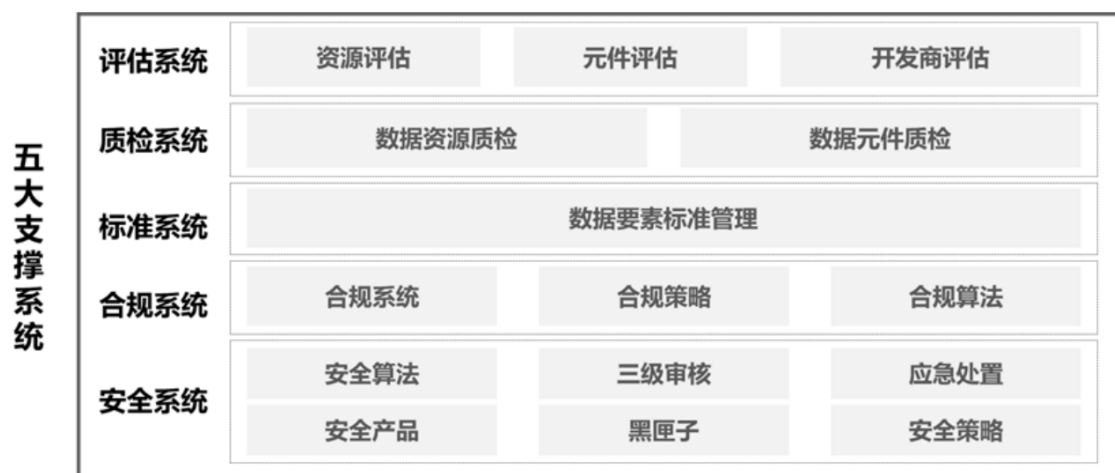 五大支撑系统
评估系统
资源评估
元件评估
开发商评估
质检系统
数据资源质检
数据元件质检
标准系统
数据要素标准管理
合规系统
合规系统
合规策略
合规算法
安全系统
安全算法
三级审核
应急处置
安全产品
黑匣子
安全策略